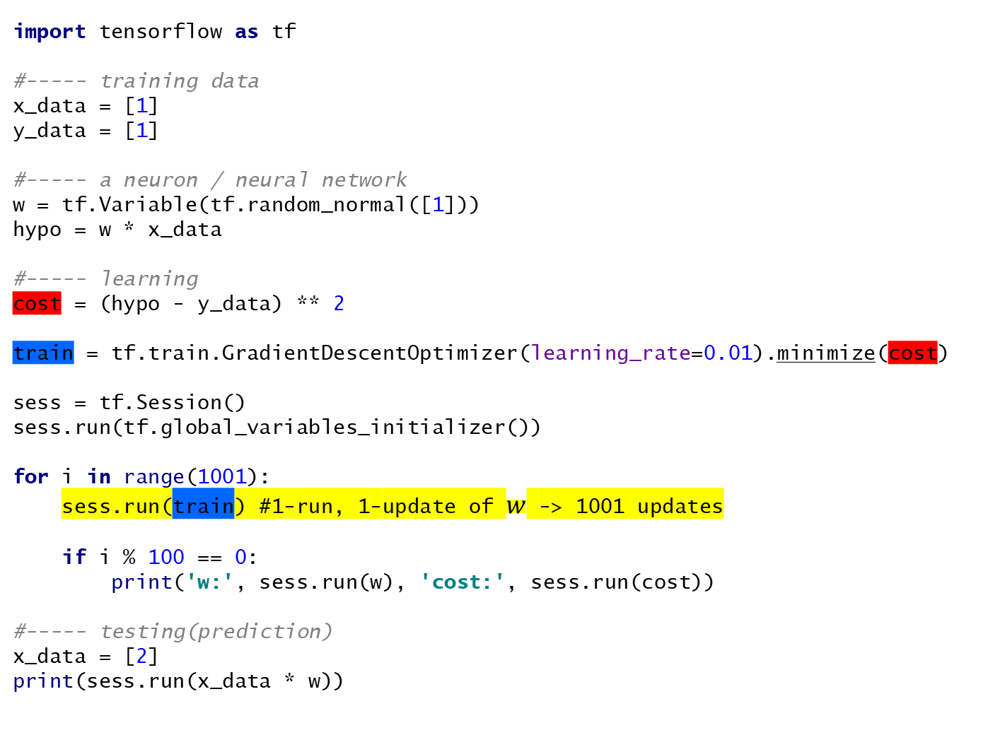 import tensorflow as tf
#----- training data
x_data = [1]
y_data = [1]
#----- a neuron / neural network
w = tf.Variable(tf.random_normal([1]))
hypo = w * x_data
#----- learning
cost = (hypo - y_data) ** 2
train = tf.train.GradientDescentOptimizer(learning_rate=0.01).minimize(cost)
sess = tf.Session()
sess.run(tf.global_variables_initializer())
for i in range(1001):
    sess.run(train) #1-run, 1-update of w -> 1001 updates
    if i % 100 == 0:
        print('w:', sess.run(w), 'cost:', sess.run(cost))
#----- testing(prediction)
x_data = [2]
print(sess.run(x_data * w))